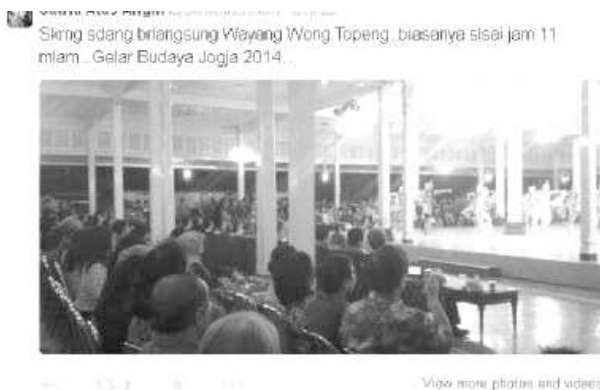 Skrng sdang brlangsung Wayang Wong Topeng..biasanya slsai jam 11
mlam...Gelar Budaya Jogja 2014...
View more photos and videos